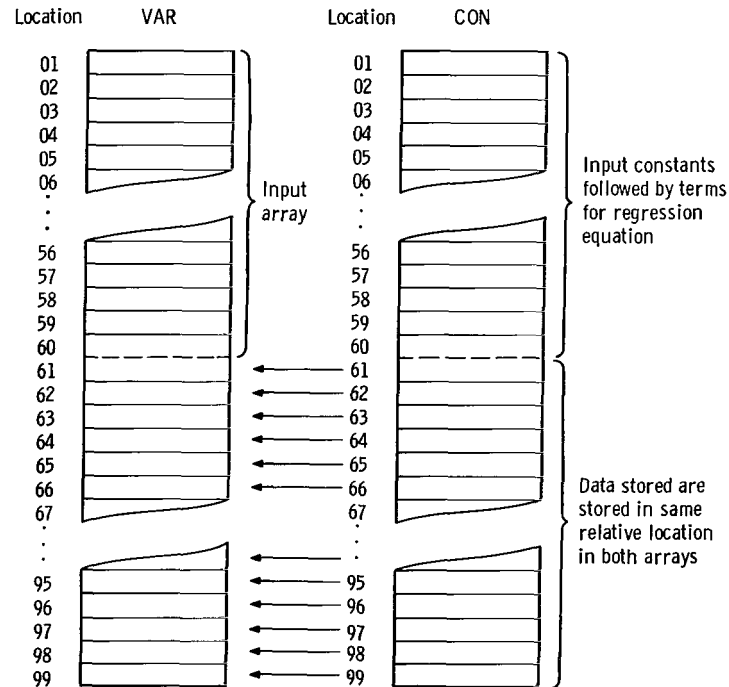 Location VAR Location CON
01 01
02 02
03 03
04 04
05 05
06 06
. .
. .
. .
56 56
57 57
58 58
59 59
60 60
61 61
62 62
63 63
64 64
65 65
66 66
67 67
. .
. .
95 95
96 96
97 97
98 98
99 99
Input
array
Input constants
followed by terms
for regression
equation
Data stored are
stored in same
relative location
in both arrays